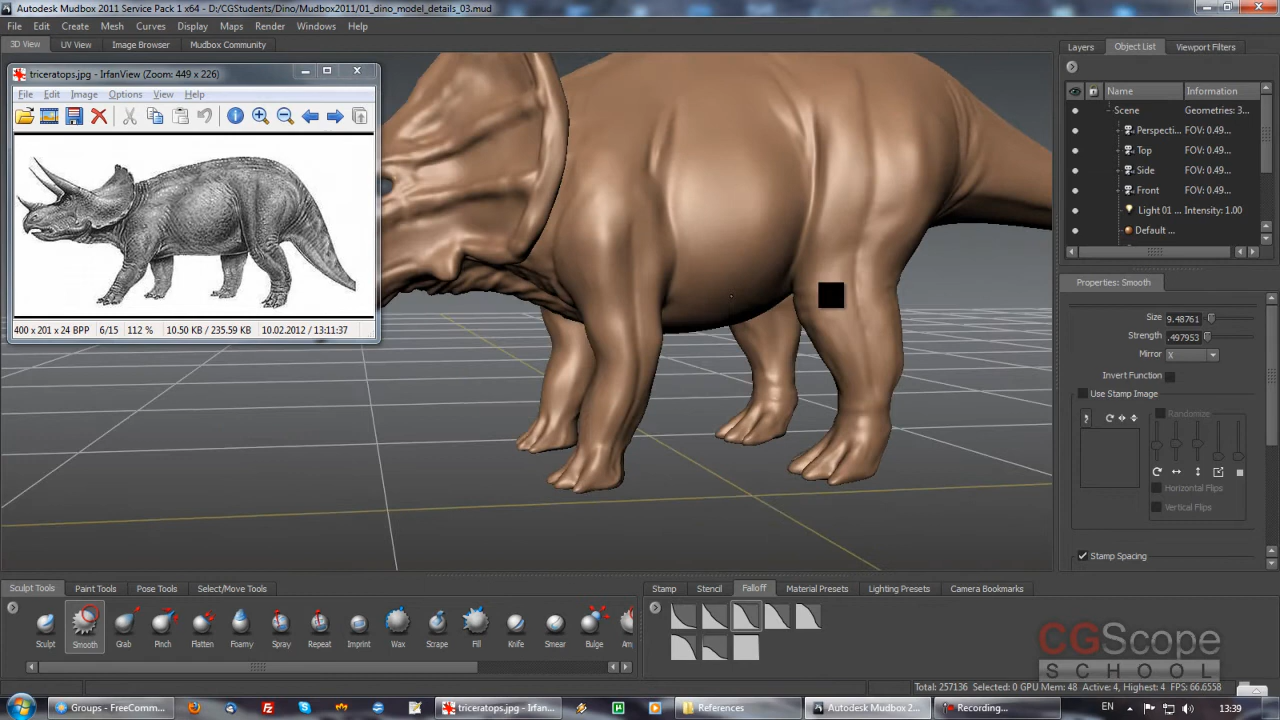 Autodesk Mudbox 2011 Service Pack 1 x64 - D:/CGStudents/Dino/Mudbox2011/01_dino_model_details_03.mud
File Edit Create Mesh Curves Display Maps Render Windows Help
3D View UV View Image Browser Mudbox Community
Layers Object List Viewport Filters
triceratops.jpg - IrfanView (Zoom: 449 x 226)
File Edit Image Options View Help
400 x 201 x 24 BPP 6/15 112 % 10.50 KB / 235.59 KB 10.02.2012 / 13:11:37
Name Information
Scene Geometries: 3...
Perspecti... FOV: 0.49...
Top FOV: 0.49...
Side FOV: 0.49...
Front FOV: 0.49...
Light 01 ... Intensity: 1.00
Default ...
Properties: Smooth
Size 9.48761
Strength .497953
Mirror X
Invert Function
Use Stamp Image
Randomize
Horizontal Flips
Vertical Flips
Stamp Spacing
Sculpt Tools Paint Tools Pose Tools Select/Move Tools
Sculpt Smooth Grab Pinch Flatten Foamy Spray Repeat Imprint Wax Scrape Fill Knife Smear Bulge Am
Stamp Stencil Falloff Material Presets Lighting Presets Camera Bookmarks
CGScope
SCHOOL
Total: 257136 Selected: 0 GPU Mem: 48 Active: 4, Highest: 4 FPS: 66.6558
Groups - FreeComm... triceratops.jpg - Irfan... References Autodesk Mudbox 2... Recording... 13:39